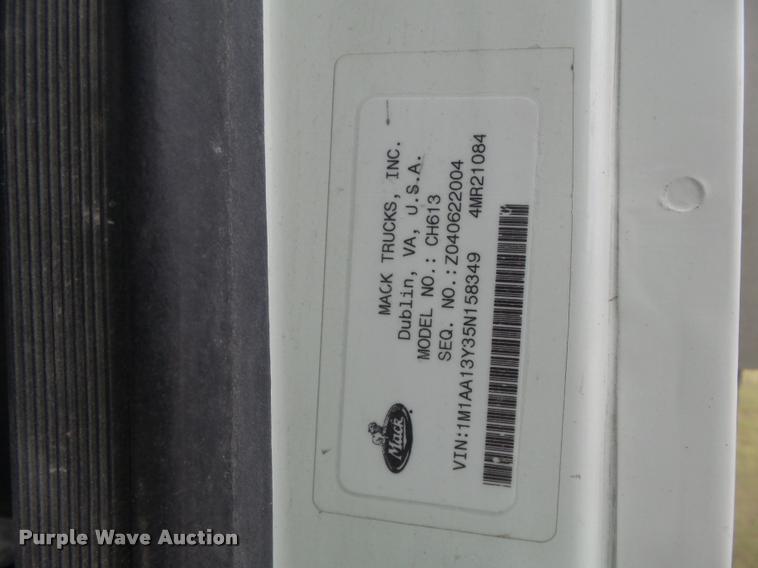 MACK TRUCKS, INC.
Dublin, VA, U.S.A.
MODEL NO.: CH613
SEQ. NO.:Z040622004
VIN:1M1AA13Y35N158349 4MR21084
Mack
Purple Wave Auction